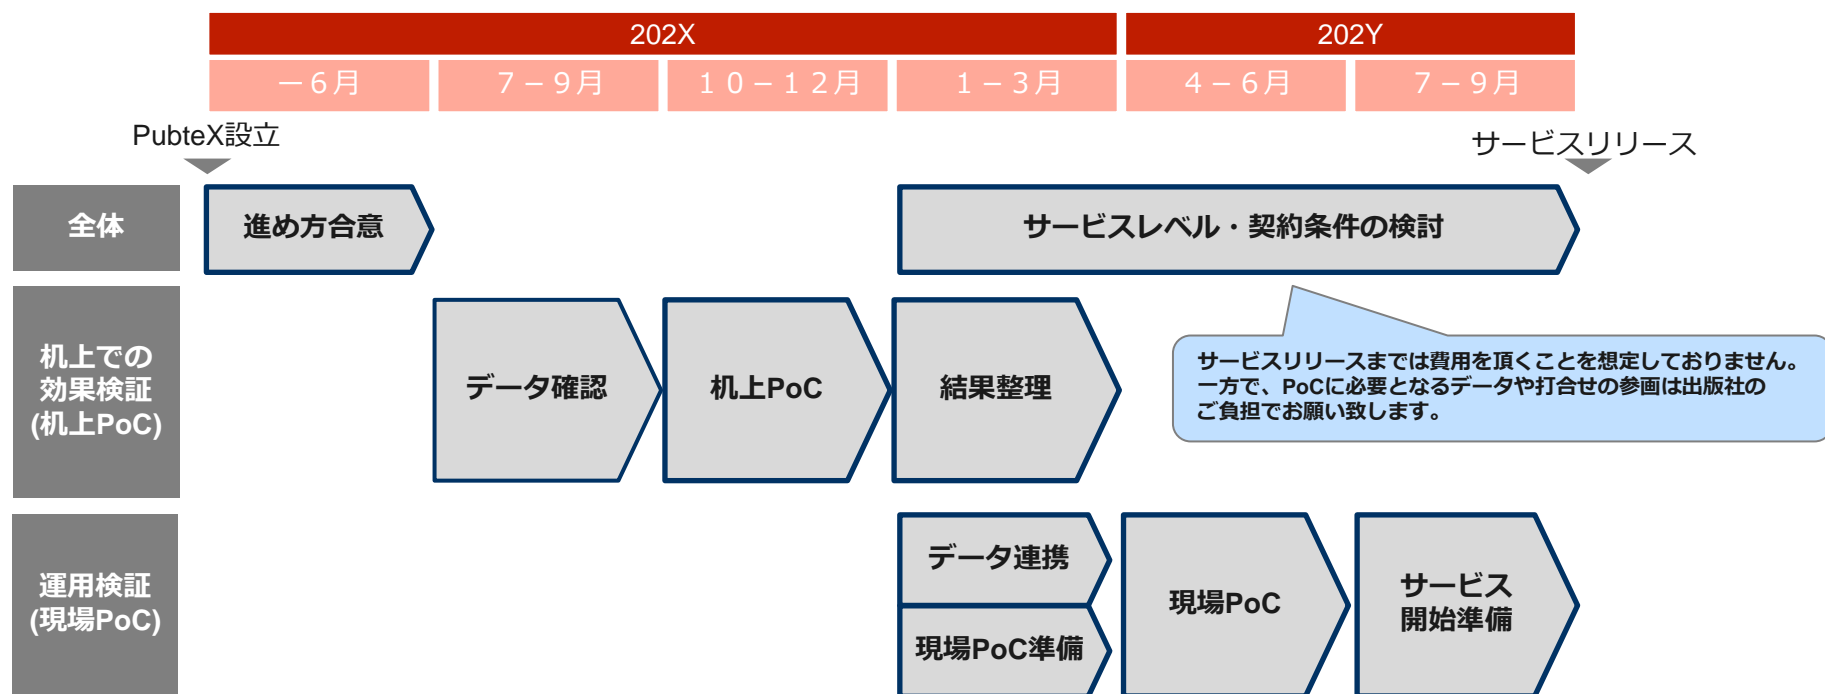 202X
202Y
－6月
７－９月
１０－１２月
１－３月
４－６月
７－９月
PubteX設立
サービスリリース
全体
進め方合意
サービスレベル・契約条件の検討
机上での
効果検証
(机上PoC)
データ確認
机上PoC
結果整理
サービスリリースまでは費用を頂くことを想定しておりません。
一方で、PoCに必要となるデータや打合せの参画は出版社の
ご負担でお願い致します。
運用検証
(現場PoC)
データ連携
現場PoC準備
現場PoC
サービス
開始準備